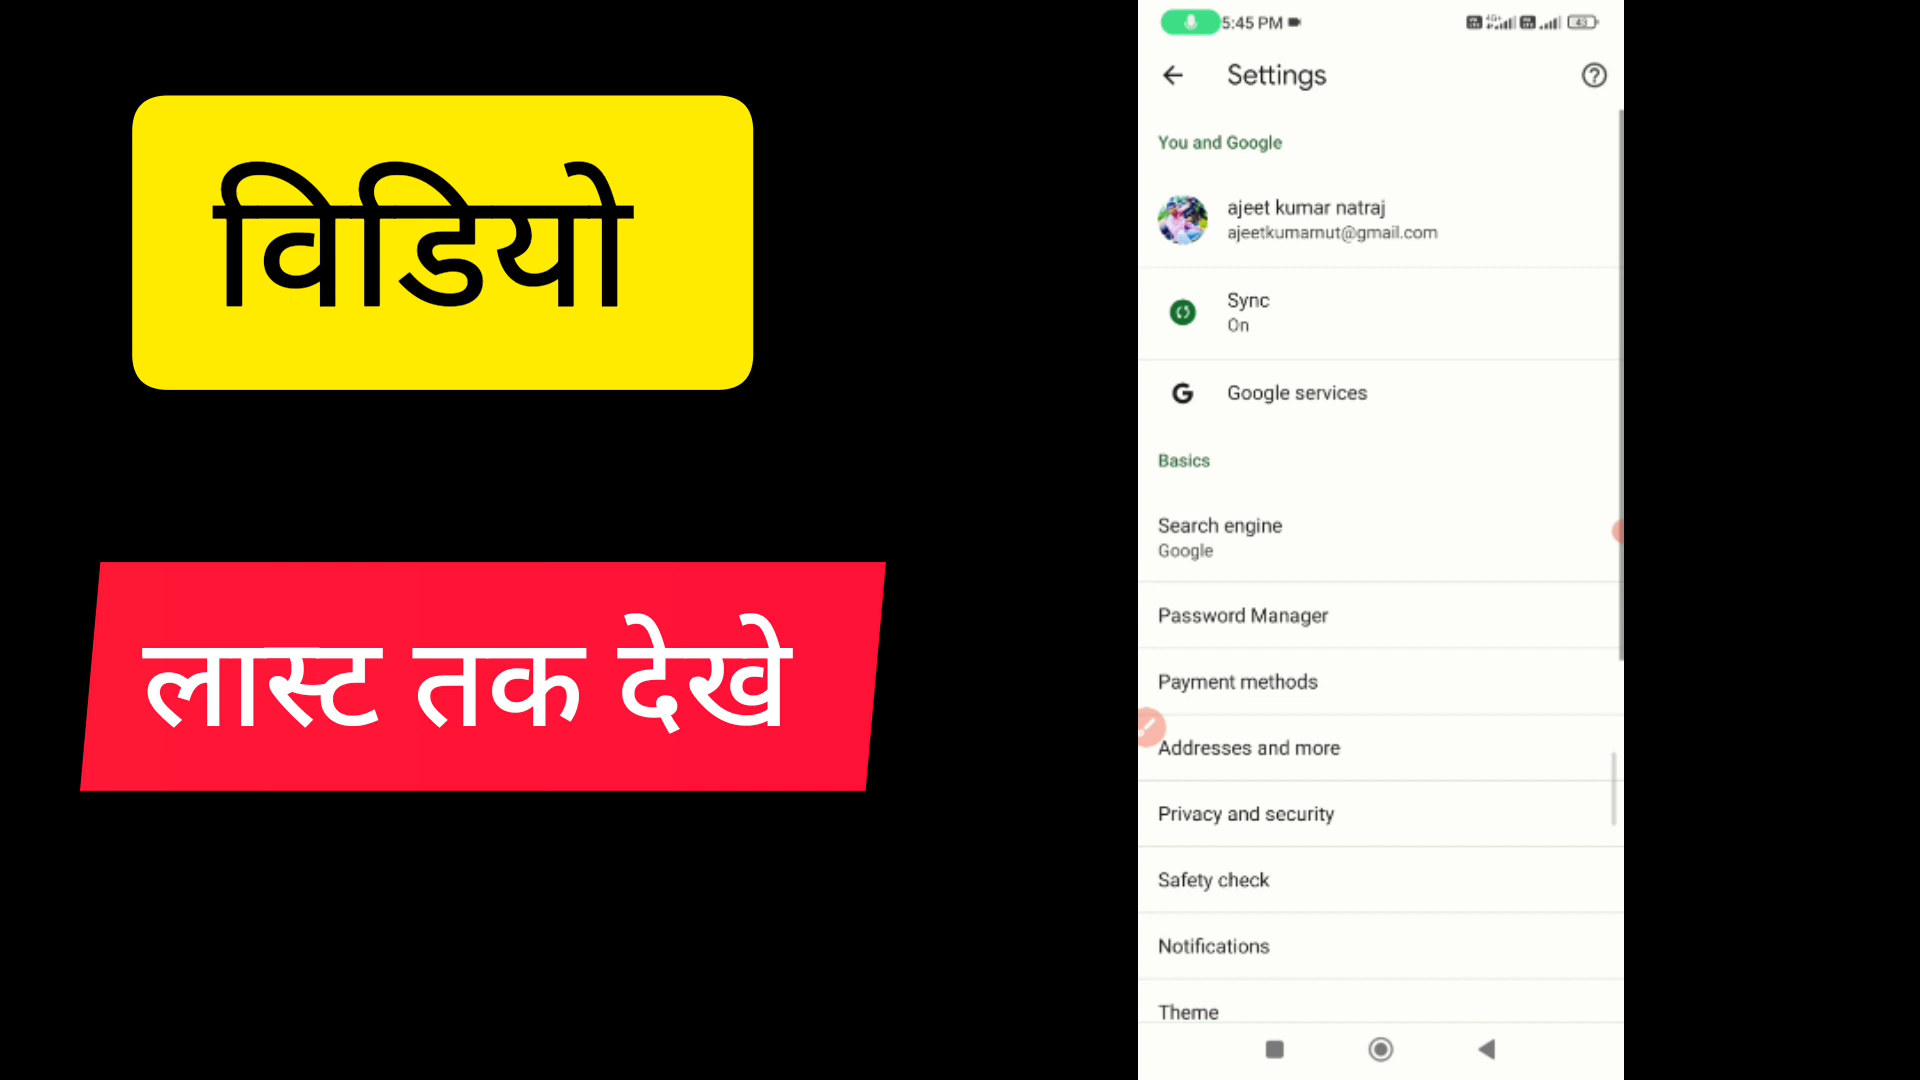 विडियो
लास्ट तक देखे
5:45 PM
43
Settings
You and Google
ajeet kumar natraj
ajeetkumarnut@gmail.com
Sync
On
Google services
Basics
Search engine
Google
Password Manager
Payment methods
Addresses and more
Privacy and security
Safety check
Notifications
Theme